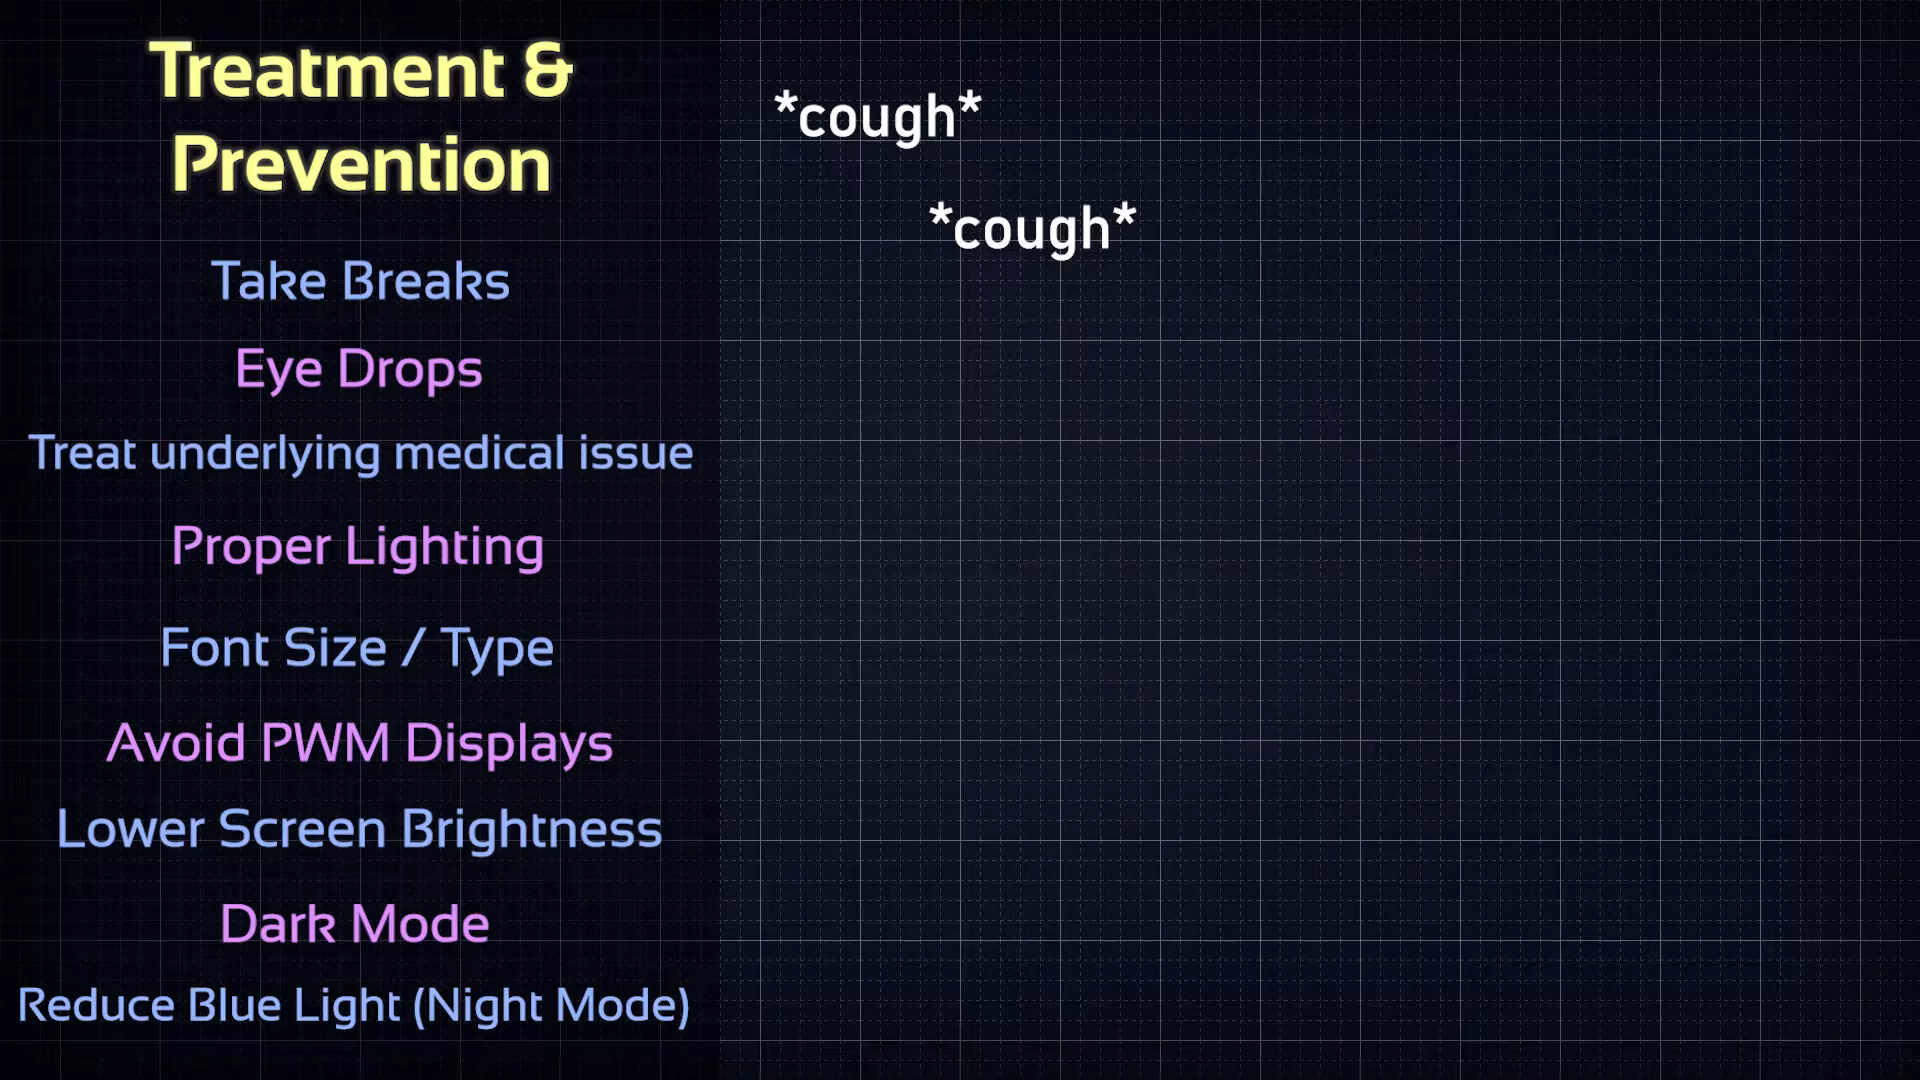 Treatment &
Prevention
Take Breaks
Eye Drops
Treat underlying medical issue
Proper Lighting
Font Size / Type
Avoid PWM Displays
Lower Screen Brightness
Dark Mode
Reduce Blue Light (Night Mode)
*cough*
*cough*